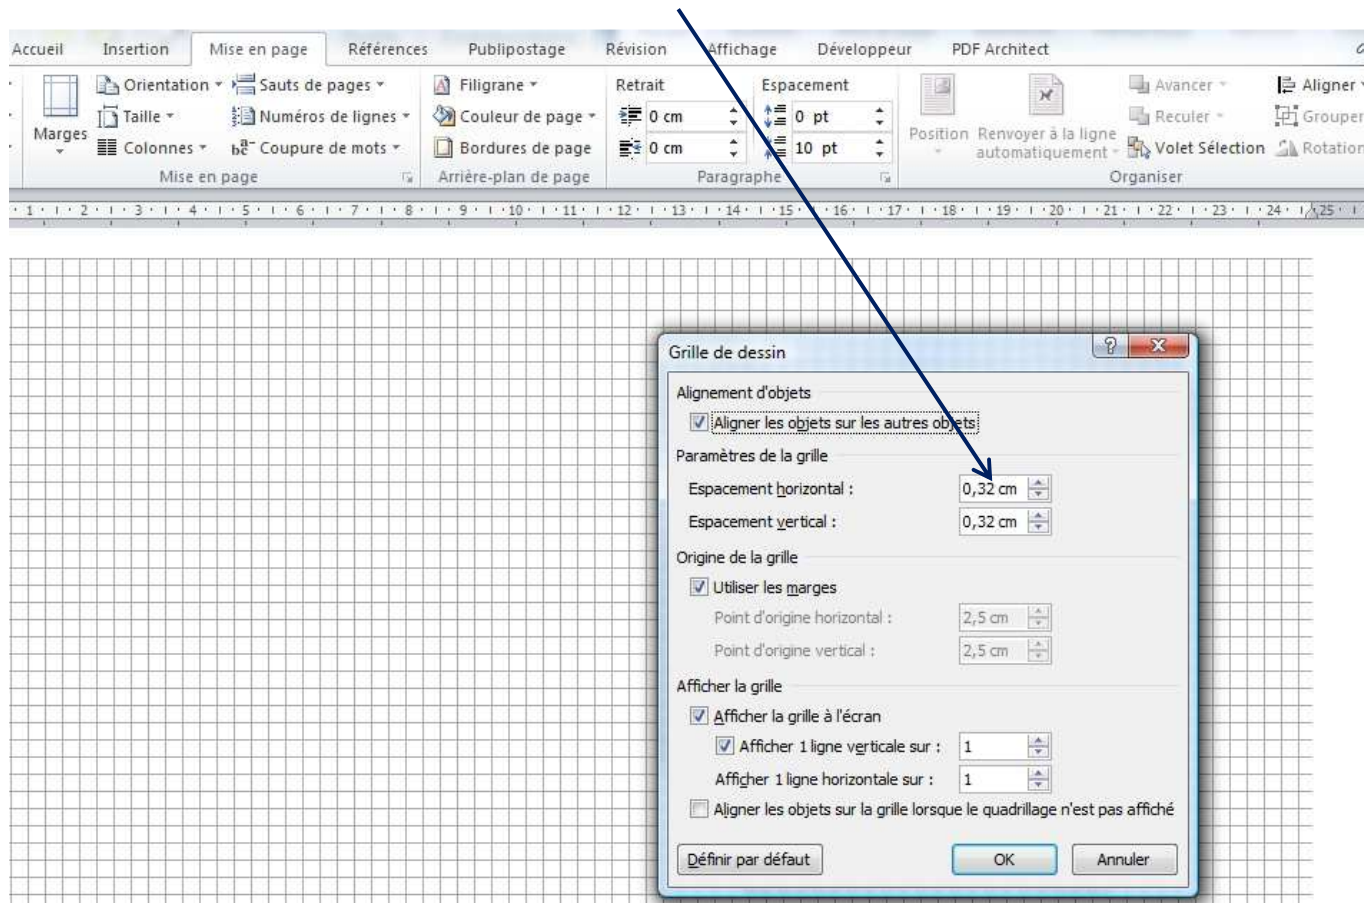 Accueil Insertion Mise en page Références Publipostage Révision Affichage Développeur PDF Architect
Marges
Orientation
Taille
Colonnes
Sauts de pages
Numéros de lignes
Coupure de mots
Mise en page
Filigrane
Couleur de page
Bordures de page
Arrière-plan de page
Retrait
0 cm
0 cm
Espacement
0 pt
10 pt
Paragraphe
Position
Renvoyer à la ligne
automatiquement
Avancer
Reculer
Volet Sélection
Aligner
Grouper
Rotation
Organiser
1 2 3 4 5 6 7 8 9 10 11 12 13 14 15 16 17 18 19 20 21 22 23 24 25
Grille de dessin
Alignement d'objets
Aligner les objets sur les autres objets
Paramètres de la grille
Espacement horizontal : 0,32 cm
Espacement vertical : 0,32 cm
Origine de la grille
Utiliser les marges
Point d'origine horizontal : 2,5 cm
Point d'origine vertical : 2,5 cm
Afficher la grille
Afficher la grille à l'écran
Afficher 1 ligne verticale sur : 1
Afficher 1 ligne horizontale sur : 1
Aligner les objets sur la grille lorsque le quadrillage n'est pas affiché
Définir par défaut OK Annuler